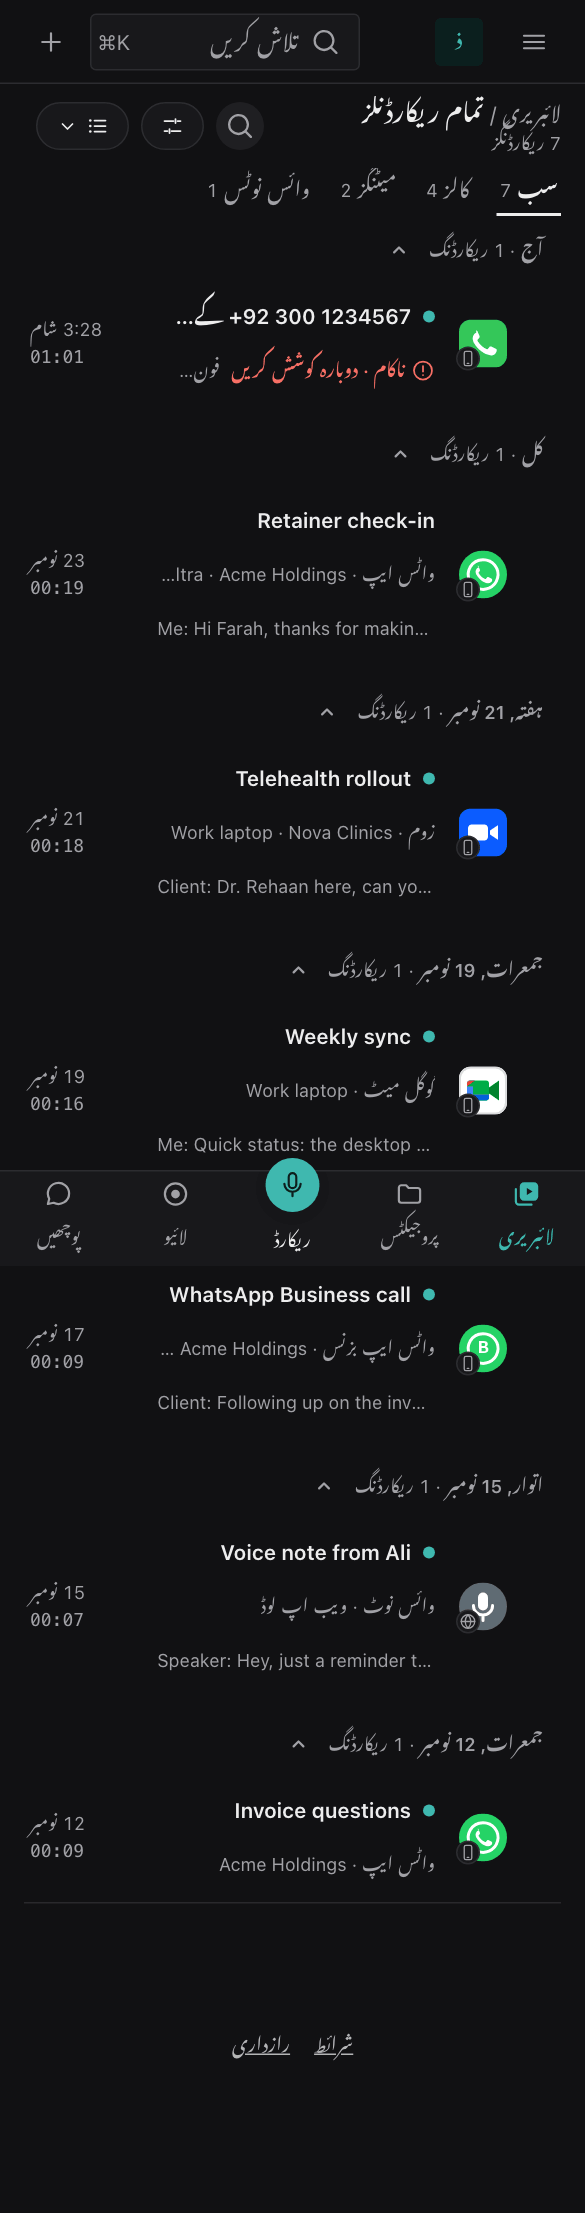 ذ تلاش کریں ⌘K
لائبریری / تمام ریکارڈنگز
7 ریکارڈنگز
سب 7 کالز 4 میٹنگز 2 وائس نوٹس 1
آج · 1 ریکارڈنگ
+92 300 1234567 کے...
3:28 شام
01:01
ناکام · دوبارہ کوشش کریں فون...
کل · 1 ریکارڈنگ
Retainer check-in
23 نومبر
00:19
واٹس ایپ · Acme Holdings · ltra...
Me: Hi Farah, thanks for makin...
ہفتہ, 21 نومبر · 1 ریکارڈنگ
Telehealth rollout
21 نومبر
00:18
زوم · Work laptop · Nova Clinics
Client: Dr. Rehaan here, can yo...
جمعرات, 19 نومبر · 1 ریکارڈنگ
Weekly sync
19 نومبر
00:16
گوگل میٹ · Work laptop
Me: Quick status: the desktop ...
لائبریری پروجیکٹس ریکارڈ لائیو پوچھیں
WhatsApp Business call
17 نومبر
00:09
واٹس ایپ بزنس · Acme Holdings ...
Client: Following up on the inv...
اتوار, 15 نومبر · 1 ریکارڈنگ
Voice note from Ali
15 نومبر
00:07
وائس نوٹ · ویب اپ لوڈ
Speaker: Hey, just a reminder t...
جمعرات, 12 نومبر · 1 ریکارڈنگ
Invoice questions
12 نومبر
00:09
واٹس ایپ · Acme Holdings
شرائط رازداری